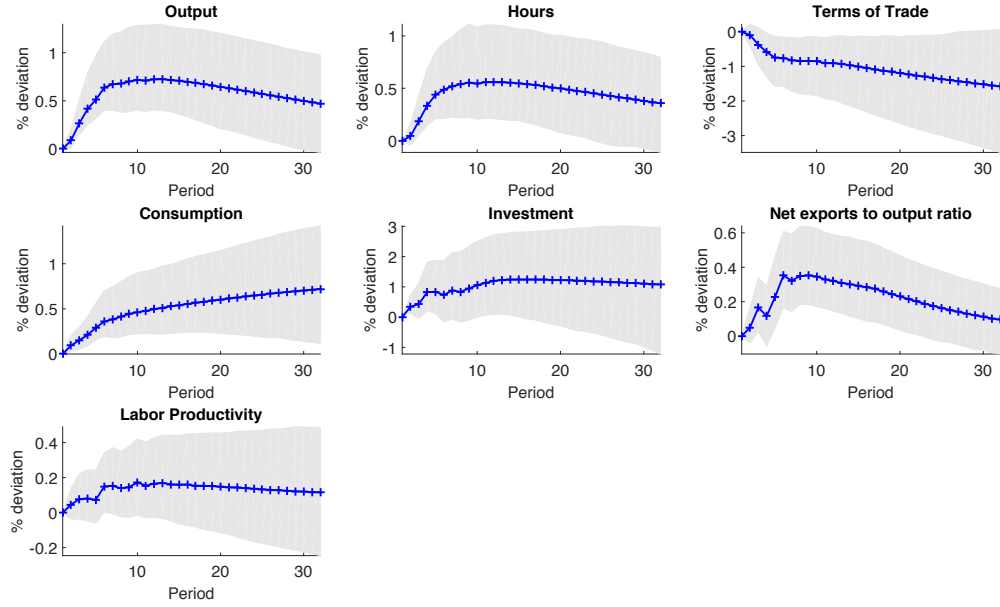 Output
% deviation
1
0.5
0
10
20
30
Period
Hours
% deviation
1
0.5
0
10
20
30
Period
Terms of Trade
% deviation
0
-1
-2
-3
10
20
30
Period
Consumption
% deviation
1
0.5
0
10
20
30
Period
Investment
% deviation
3
2
1
0
-1
10
20
30
Period
Net exports to output ratio
% deviation
0.6
0.4
0.2
0
10
20
30
Period
Labor Productivity
% deviation
0.4
0.2
0
-0.2
10
20
30
Period